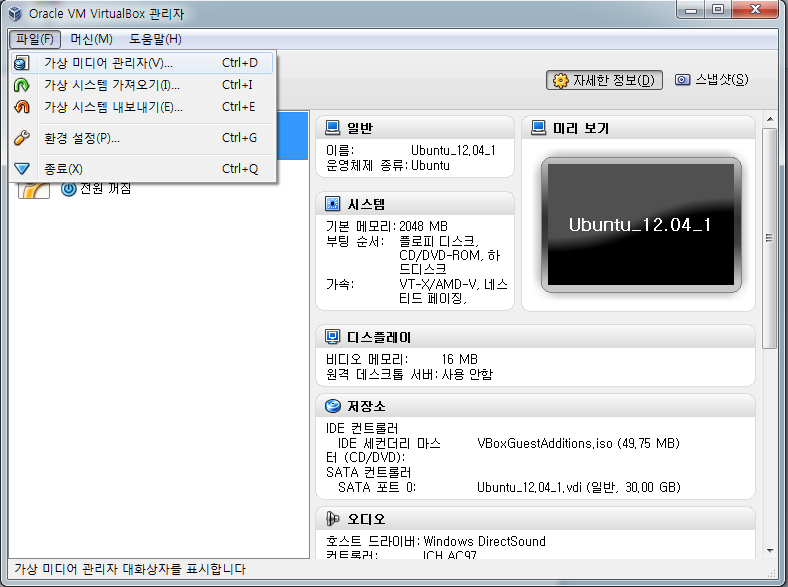 Oracle VM VirtualBox 관리자
파일(F) 머신(M) 도움말(H)
가상 미디어 관리자(V)... Ctrl+D
가상 시스템 가져오기(I)... Ctrl+I
가상 시스템 내보내기(E)... Ctrl+E
환경 설정(P)... Ctrl+G
종료(X) Ctrl+Q
전원 꺼짐
자세한 정보(D) 스냅샷(S)
일반
이름: Ubuntu_12,04_1
운영체제 종류: Ubuntu
미리 보기
Ubuntu_12.04_1
시스템
기본 메모리: 2048 MB
부팅 순서: 플로피 디스크,
CD/DVD-ROM, 하
드디스크
가속: VT-X/AMD-V, 네스
티드 페이징,
디스플레이
비디오 메모리: 16 MB
원격 데스크톱 서버: 사용 안함
저장소
IDE 컨트롤러
IDE 세컨더리 마스
터 (CD/DVD): VBoxGuestAdditions,iso (49,75 MB)
SATA 컨트롤러
SATA 포트 0: Ubuntu_12,04_1,vdi (일반, 30,00 GB)
오디오
호스트 드라이버: Windows DirectSound
컨트롤러: ICH AC97
가상 미디어 관리자 대화상자를 표시합니다